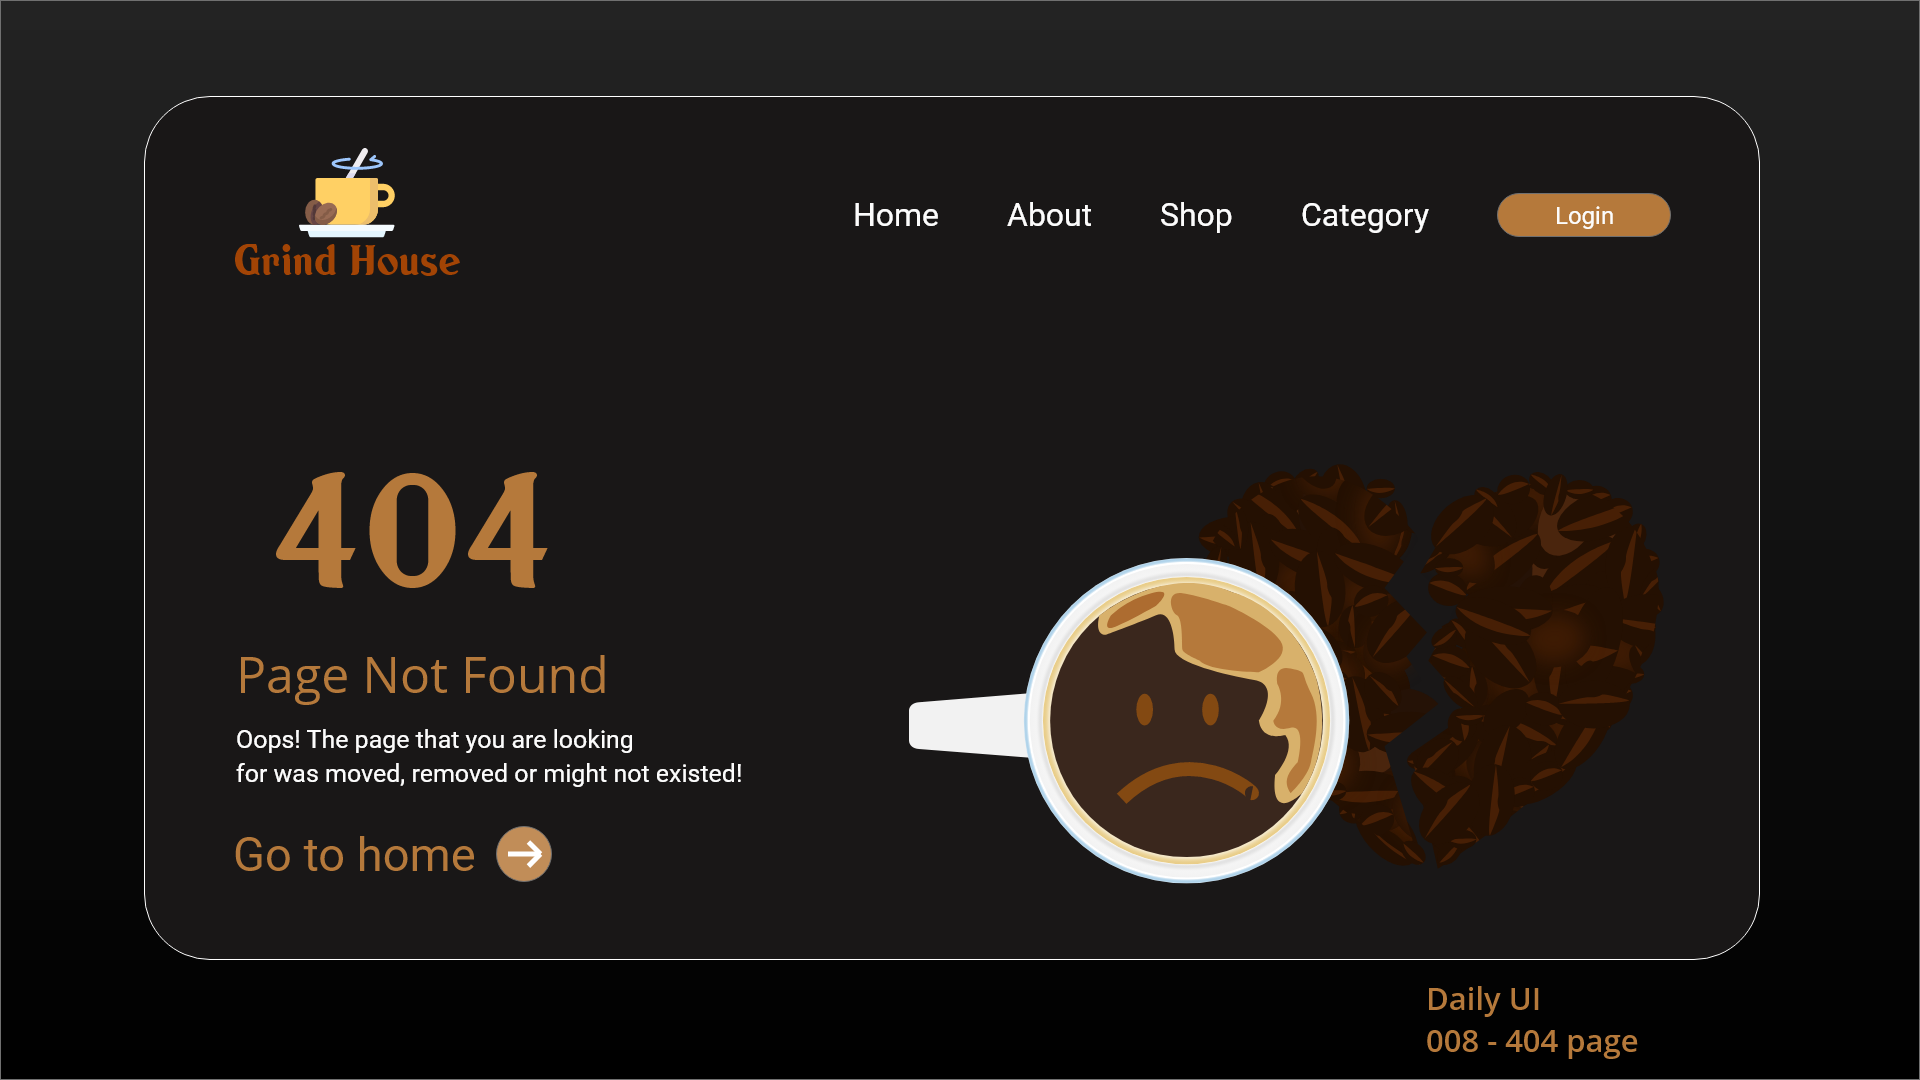 Grind House
Home About Shop Category Login
404
Page Not Found
Oops! The page that you are looking
for was moved, removed or might not existed!
Go to home
Daily UI
008 - 404 page